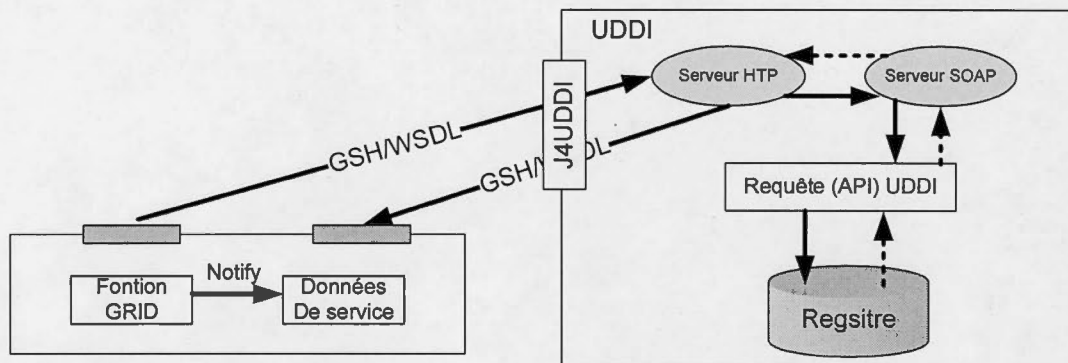 UDDI
Serveur HTP
Serveur SOAP
J4UDDI
GSH/WSDL
GSH/WSDL
Requête (API) UDDI
Notify
Fontion
GRID
Données
De service
Regsitre